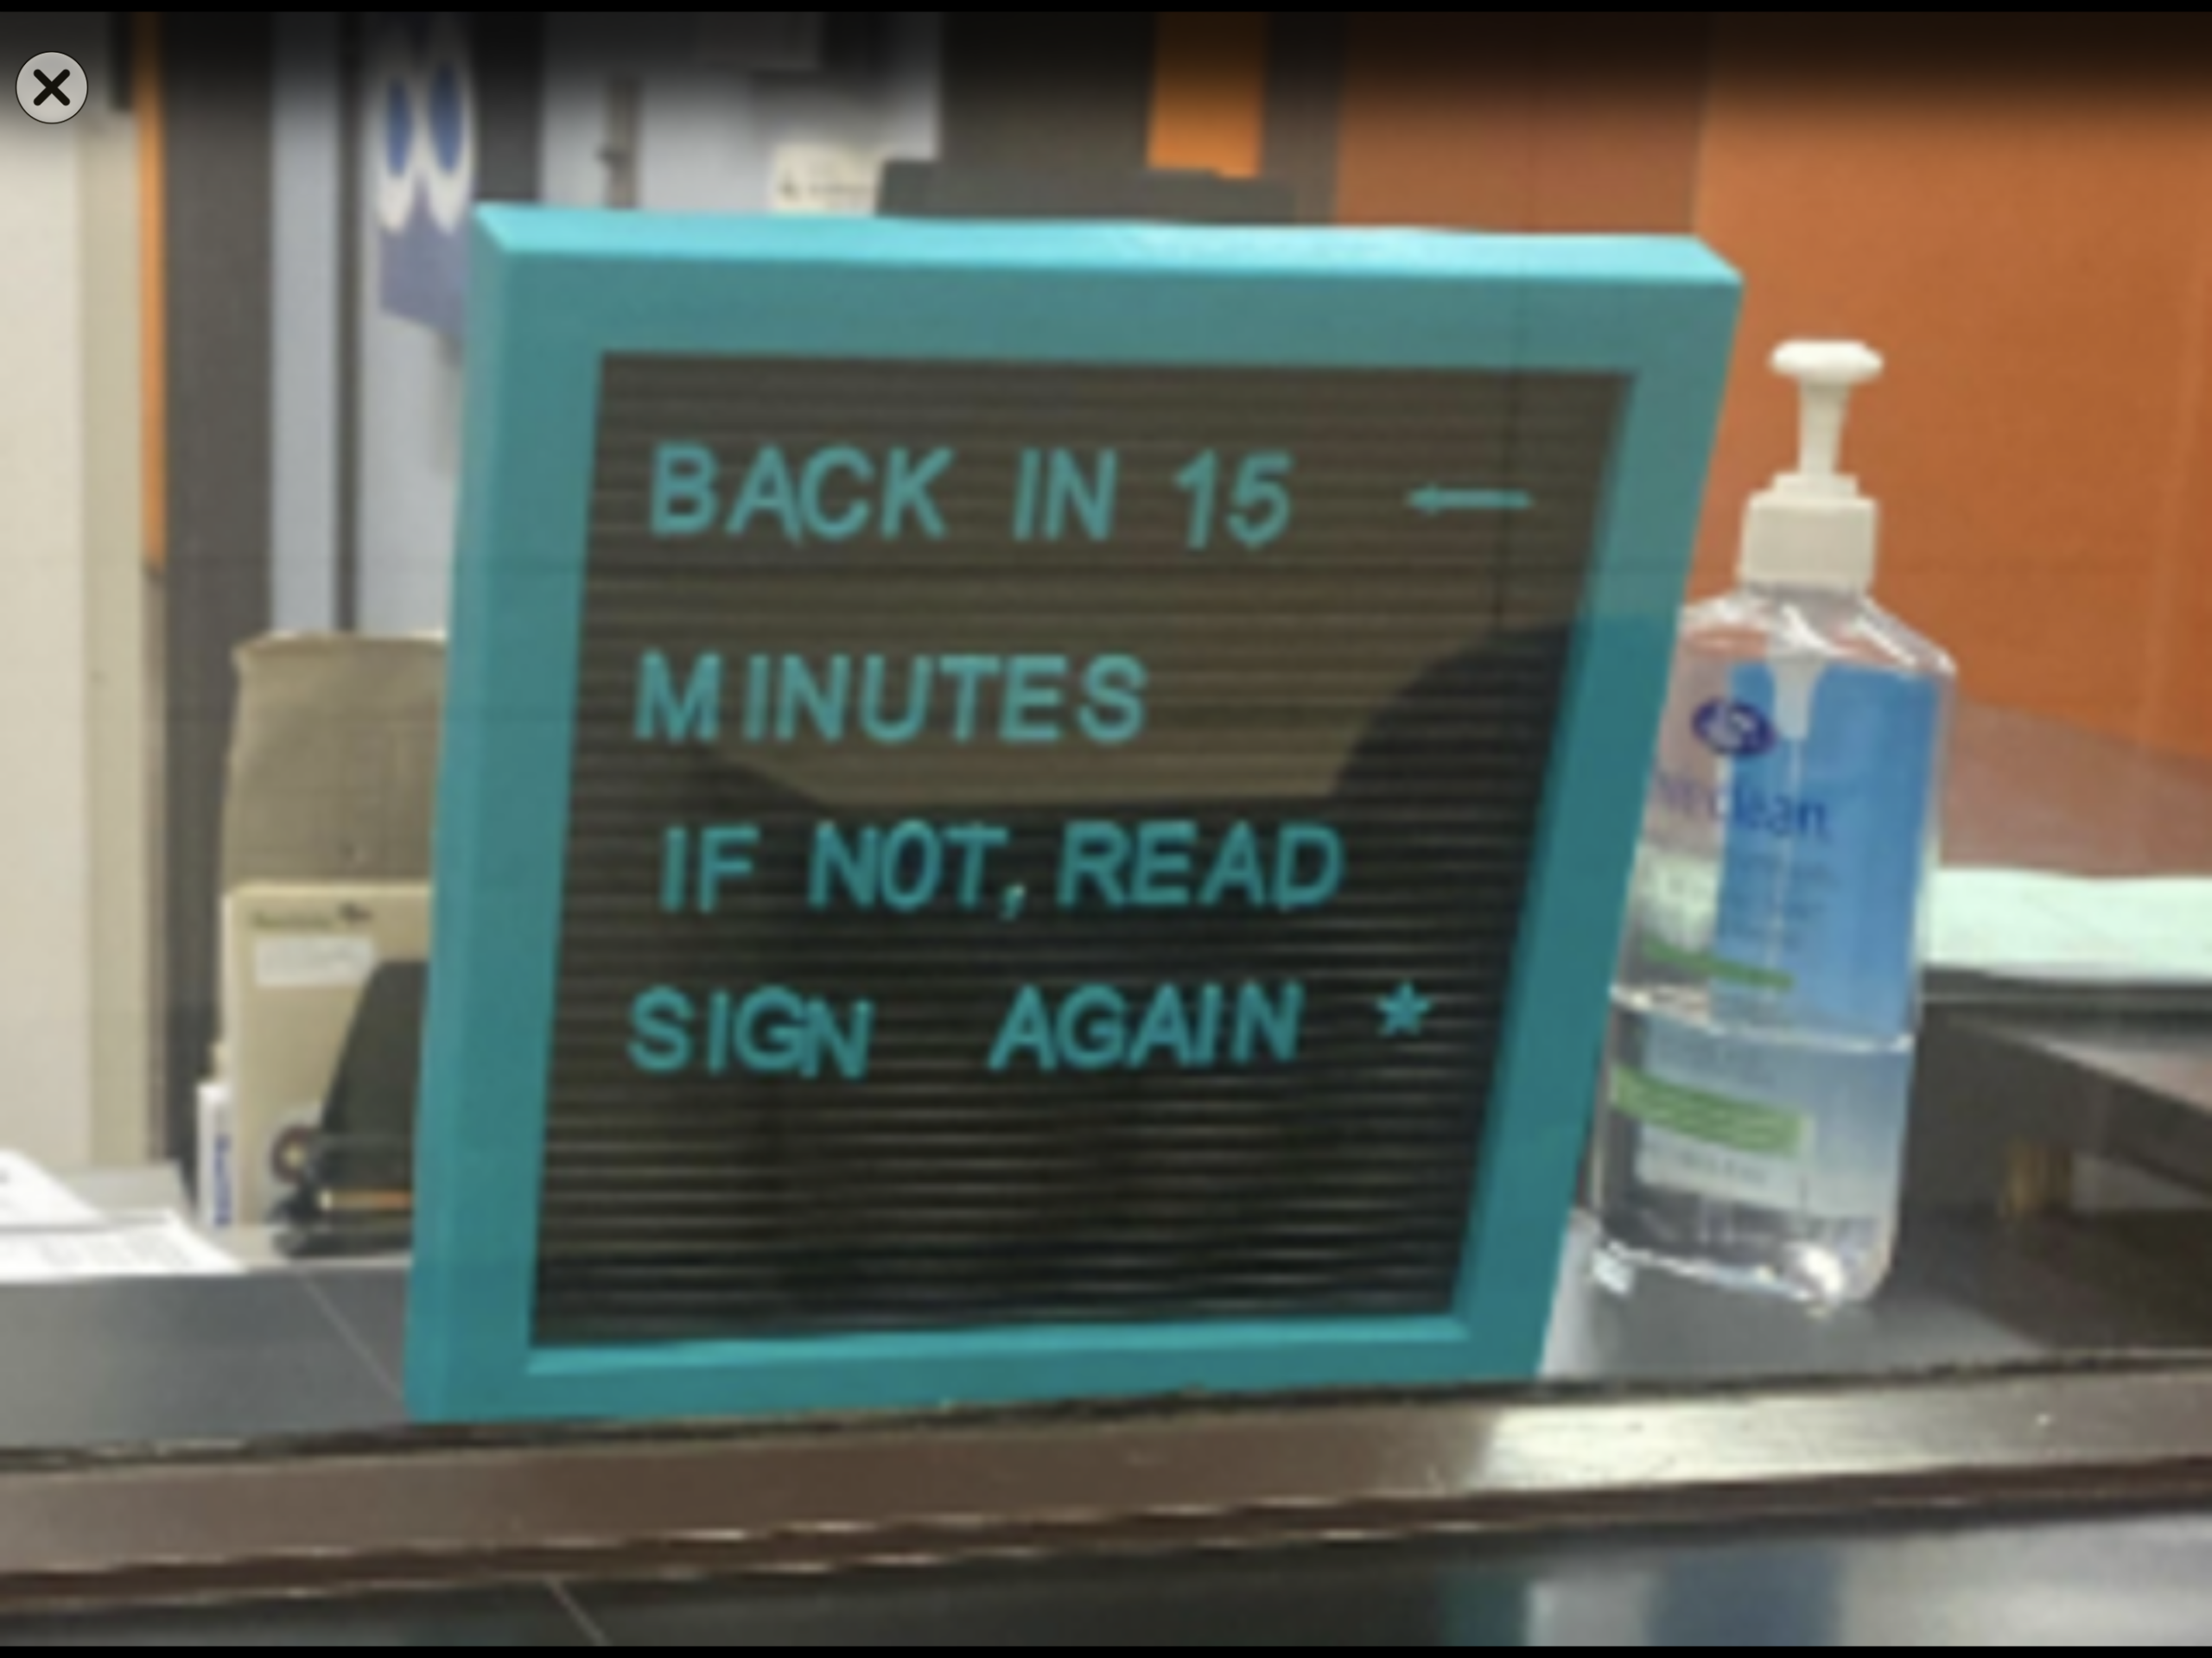 BACK IN 15 ←
MINUTES
IF NOT, READ
SIGN AGAIN ★